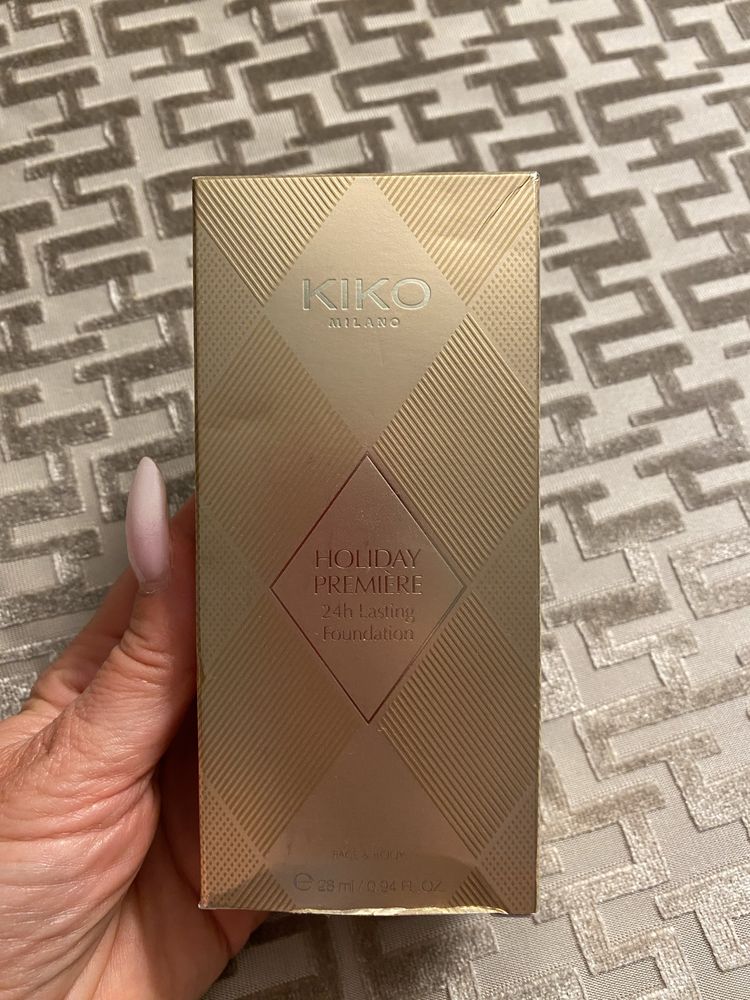 KIKO
MILANO
HOLIDAY
PREMIÈRE
24h Lasting
Foundation
FACE & BODY
℮ 28 ml / 0.94 FL. OZ.